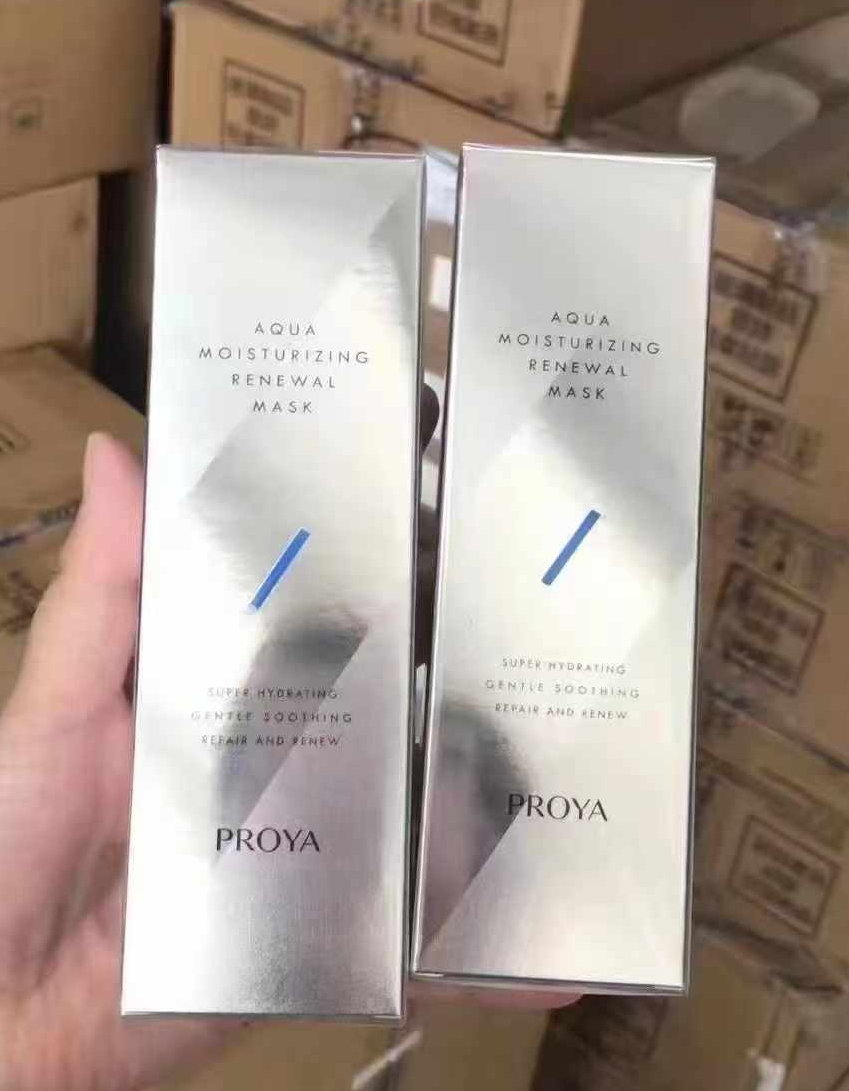 AQUA
MOISTURIZING
RENEWAL
MASK
SUPER HYDRATING
GENTLE SOOTHING
REPAIR AND RENEW
PROYA
AQUA
MOISTURIZING
RENEWAL
MASK
SUPER HYDRATING
GENTLE SOOTHING
REPAIR AND RENEW
PROYA